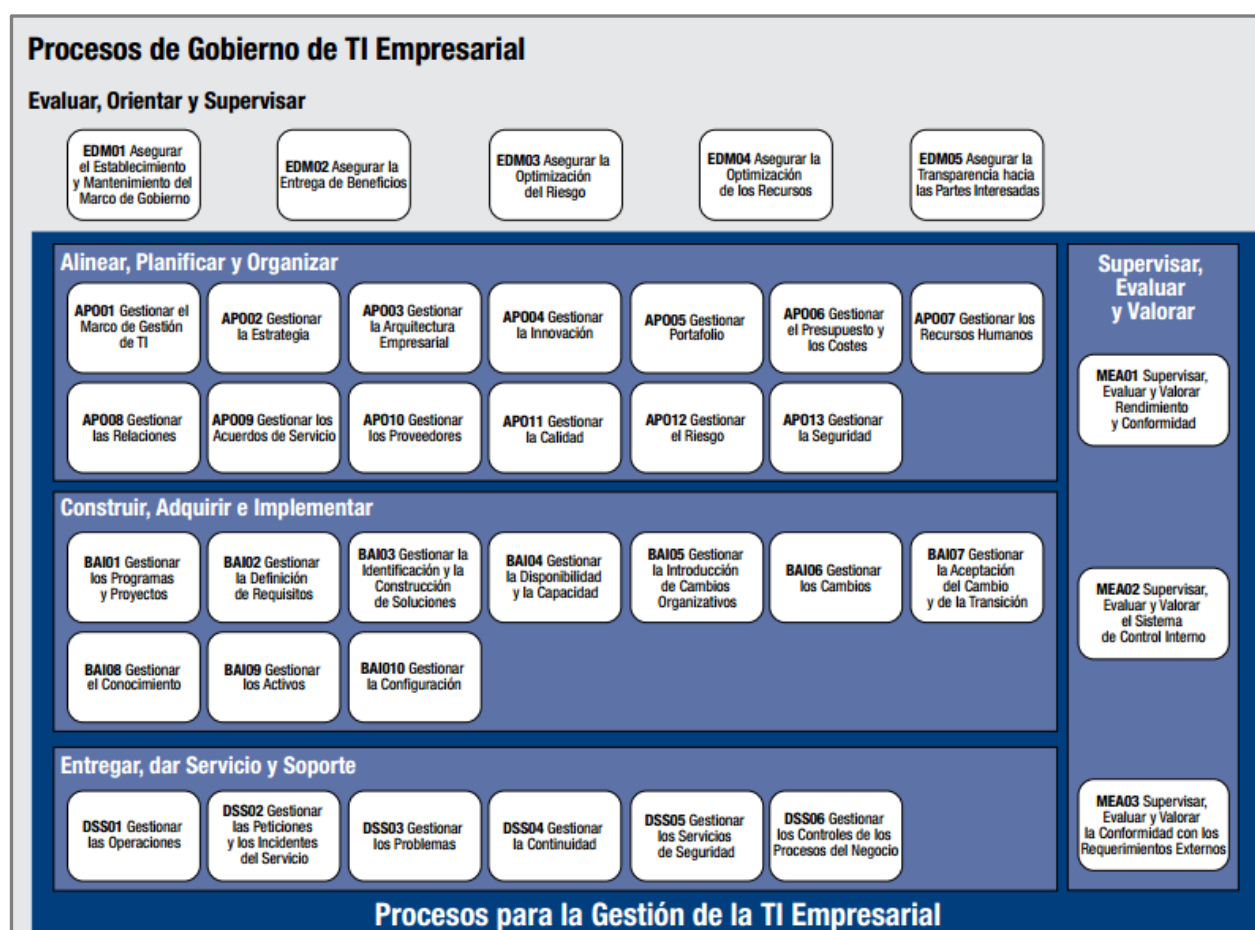 Procesos de Gobierno de TI Empresarial
Evaluar, Orientar y Supervisar
EDM01 Asegurar
el Establecimiento
y Mantenimiento del
Marco de Gobierno
EDM02 Asegurar la
Entrega de Beneficios
EDM03 Asegurar la
Optimización
del Riesgo
EDM04 Asegurar la
Optimización
de los Recursos
EDM05 Asegurar la
Transparencia hacia
las Partes Interesadas
Alinear, Planificar y Organizar
APO01 Gestionar el
Marco de Gestión
de TI
APO02 Gestionar
la Estrategia
APO03 Gestionar
la Arquitectura
Empresarial
APO04 Gestionar
la Innovación
APO05 Gestionar
Portafolio
APO06 Gestionar
el Presupuesto y
los Costes
APO07 Gestionar los
Recursos Humanos
APO08 Gestionar
las Relaciones
APO09 Gestionar los
Acuerdos de Servicio
APO10 Gestionar
los Proveedores
APO11 Gestionar
la Calidad
APO12 Gestionar
el Riesgo
APO13 Gestionar
la Seguridad
Construir, Adquirir e Implementar
BAI01 Gestionar
los Programas
y Proyectos
BAI02 Gestionar
la Definición
de Requisitos
BAI03 Gestionar la
Identificación y la
Construcción
de Soluciones
BAI04 Gestionar
la Disponibilidad
y la Capacidad
BAI05 Gestionar
la Introducción
de Cambios
Organizativos
BAI06 Gestionar
los Cambios
BAI07 Gestionar
la Aceptación
del Cambio
y de la Transición
BAI08 Gestionar
el Conocimiento
BAI09 Gestionar
los Activos
BAI010 Gestionar
la Configuración
Entregar, dar Servicio y Soporte
DSS01 Gestionar
las Operaciones
DSS02 Gestionar
las Peticiones
y los Incidentes
del Servicio
DSS03 Gestionar
los Problemas
DSS04 Gestionar
la Continuidad
DSS05 Gestionar
los Servicios
de Seguridad
DSS06 Gestionar
los Controles de los
Procesos del Negocio
Supervisar,
Evaluar
y Valorar
MEA01 Supervisar,
Evaluar y Valorar
Rendimiento
y Conformidad
MEA02 Supervisar,
Evaluar y Valorar
el Sistema
de Control Interno
MEA03 Supervisar,
Evaluar y Valorar
la Conformidad con los
Requerimientos Externos
Procesos para la Gestión de la TI Empresarial